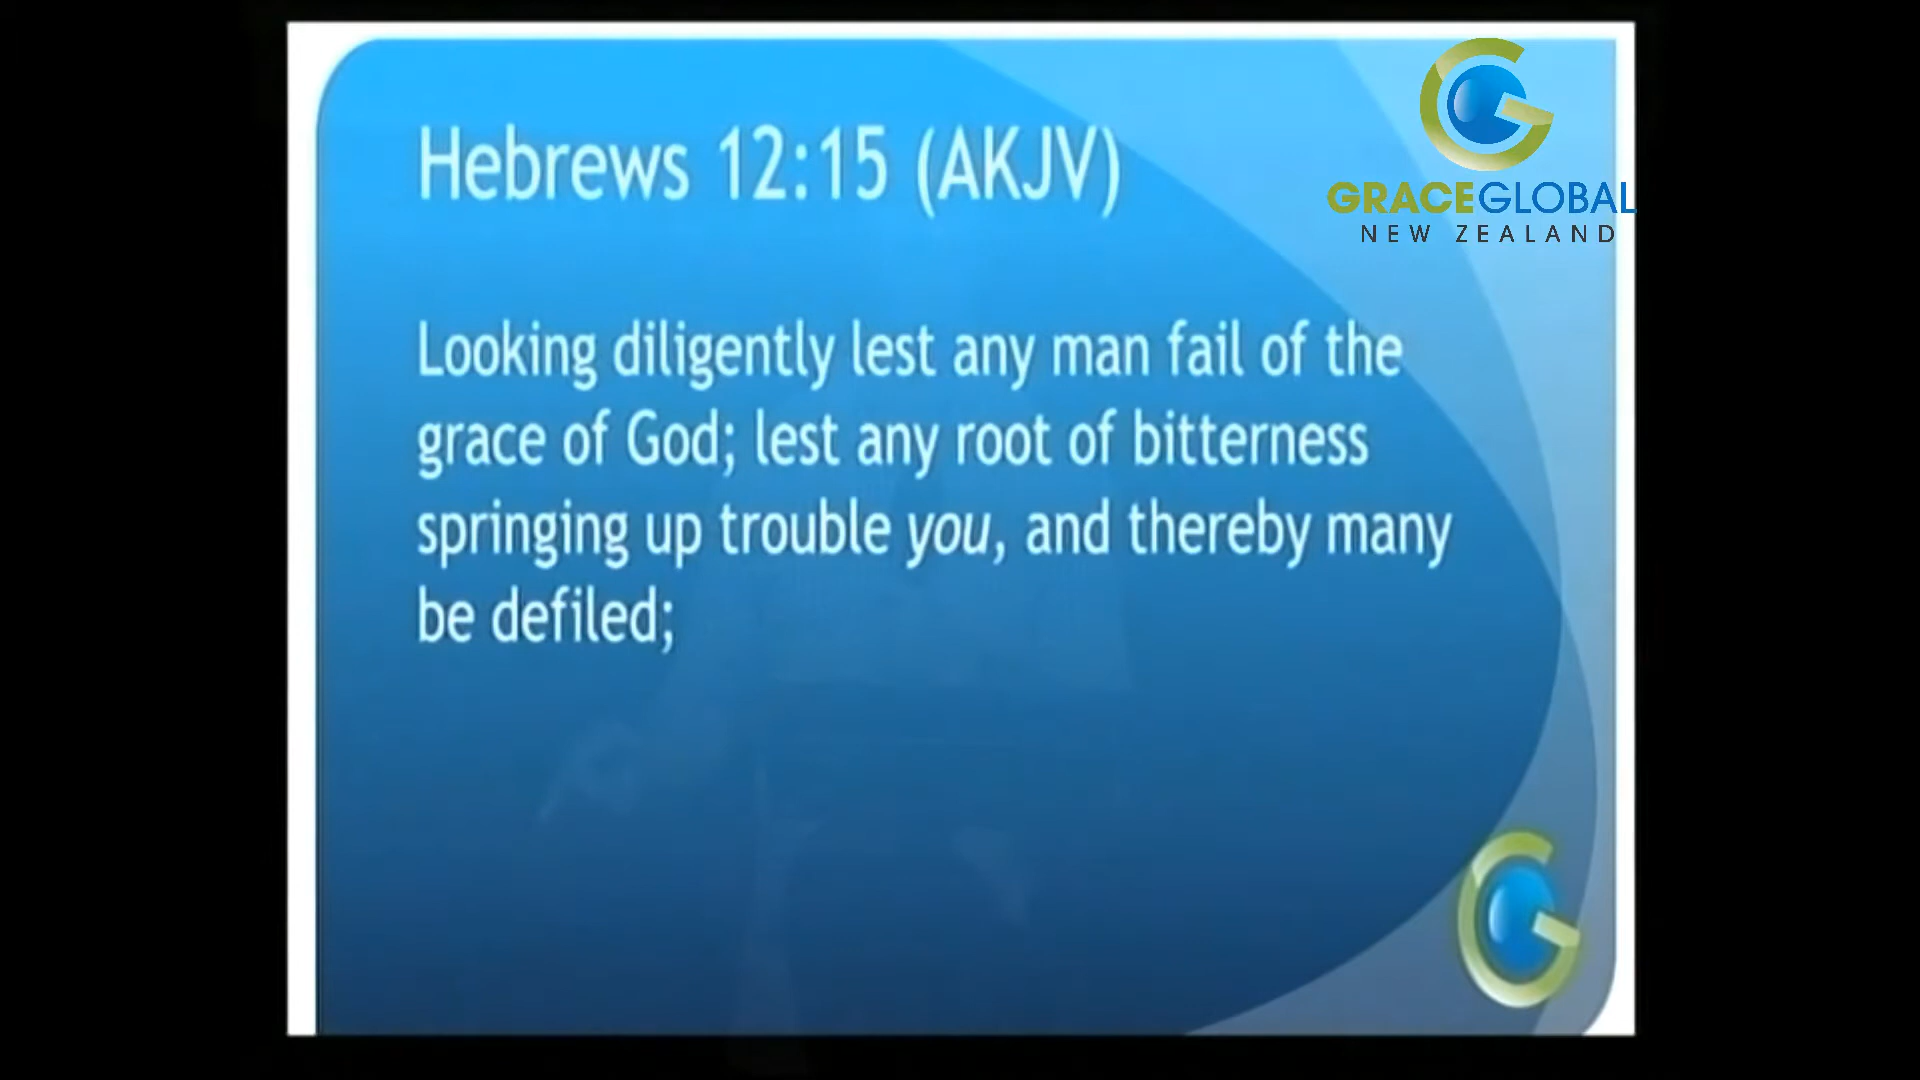 Hebrews 12:15 (AKJV)
GRACEGLOBAL
NEW ZEALAND
Looking diligently lest any man fail of the
grace of God; lest any root of bitterness
springing up trouble you, and thereby many
be defiled;